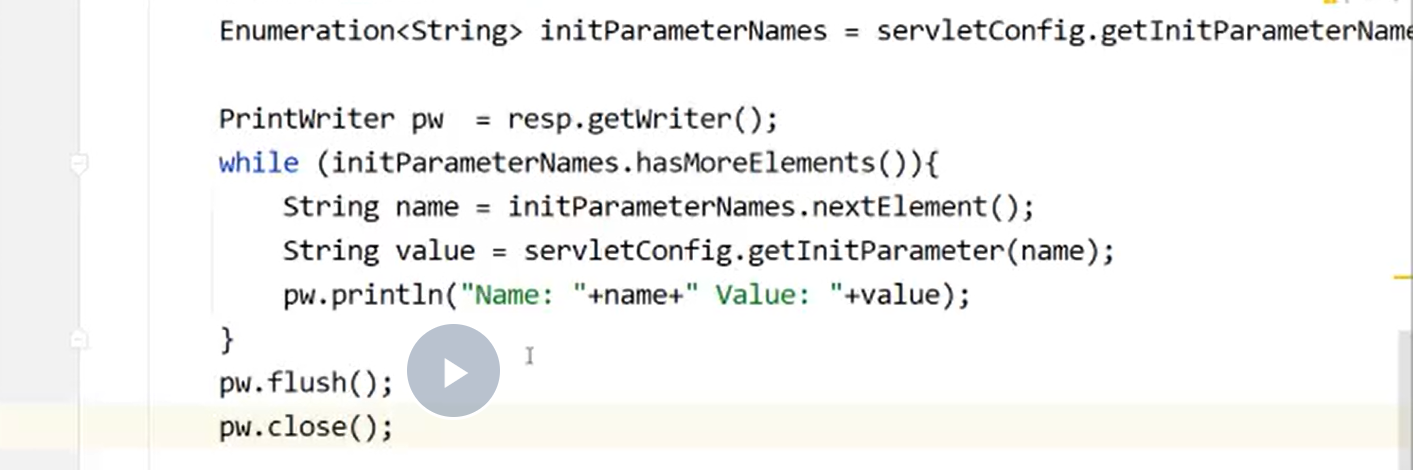 Enumeration<String> initParameterNames = servletConfig.getInitParameterName
PrintWriter pw  = resp.getWriter();
while (initParameterNames.hasMoreElements()){
    String name = initParameterNames.nextElement();
    String value = servletConfig.getInitParameter(name);
    pw.println("Name: "+name+" Value: "+value);
}
pw.flush();
pw.close();